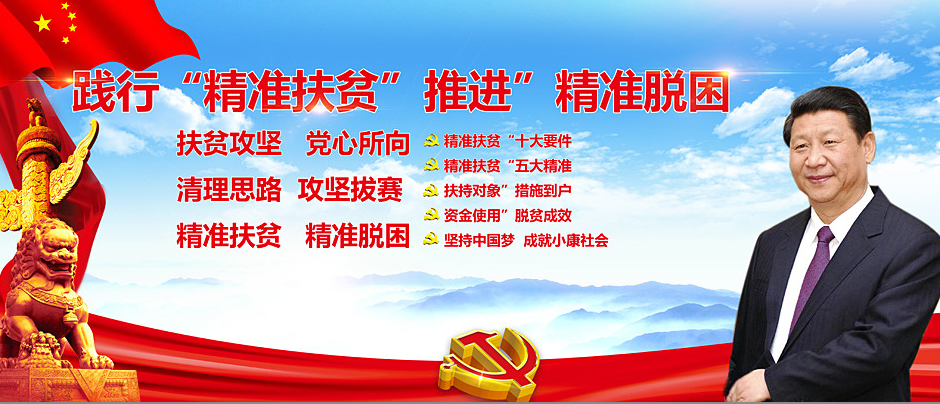 践行“精准扶贫”推进”精准脱困
扶贫攻坚 党心所向
清理思路 攻坚拔赛
精准扶贫 精准脱困
精准扶贫“十大要件
精准扶贫“五大精准
扶持对象”措施到户
资金使用”脱贫成效
坚持中国梦 成就小康社会